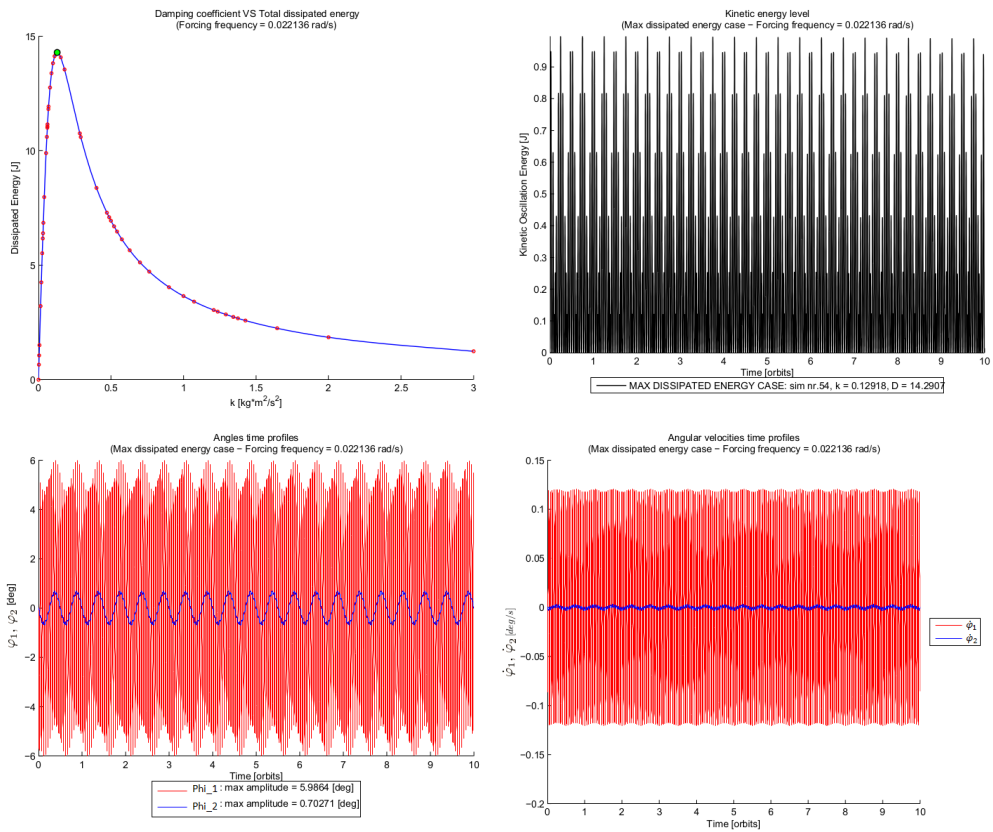 Damping coefficient VS Total dissipated energy
(Forcing frequency = 0.022136 rad/s)
15
10
5
0
Dissipated Energy [J]
0 0.5 1 1.5 2 2.5 3
k [kg*m²/s²]
Kinetic energy level
(Max dissipated energy case − Forcing frequency = 0.022136 rad/s)
0.9
0.8
0.7
0.6
0.5
0.4
0.3
0.2
0.1
0
Kinetic Oscillation Energy [J]
0 1 2 3 4 5 6 7 8 9 10
Time [orbits]
MAX DISSIPATED ENERGY CASE: sim nr.54, k = 0.12918, D = 14.2907
Angles time profiles
(Max dissipated energy case − Forcing frequency = 0.022136 rad/s)
6
4
2
0
−2
−4
−6
φ₁, φ₂ [deg]
0 1 2 3 4 5 6 7 8 9 10
Time [orbits]
Phi_1: max amplitude = 5.9864 [deg]
Phi_2: max amplitude = 0.70271 [deg]
Angular velocities time profiles
(Max dissipated energy case − Forcing frequency = 0.022136 rad/s)
0.15
0.1
0.05
0
−0.05
−0.1
−0.15
−0.2
φ̇₁, φ̇₂ [deg/s]
0 1 2 3 4 5 6 7 8 9 10
Time [orbits]
φ̇₁
φ̇₂